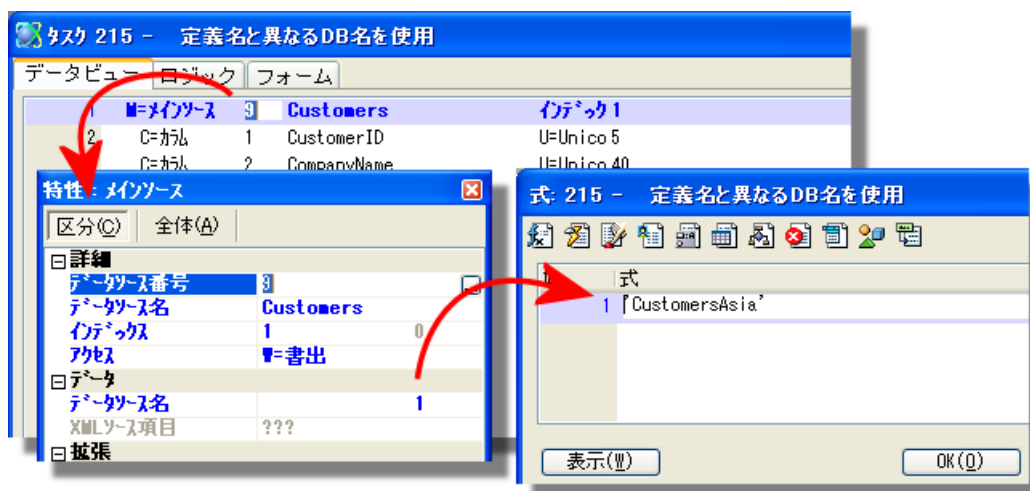 タスク 215 - 定義名と異なるDB名を使用
データビュー ロジック フォーム
1 M=メインソース 9 Customers インデック 1
2 C=カラム 1 CustomerID U=Unico 5
C=カラム 2 CompanyName U=Unico 40
特性: メインソース
区分(C) 全体(A)
詳細
データソース番号 9
データソース名 Customers
インデックス 1 0
アクセス W=書出
データ
データソース名 1
XMLソース項目 ???
拡張
式: 215 - 定義名と異なるDB名を使用
式
1 'CustomersAsia'
表示(W) OK(O)